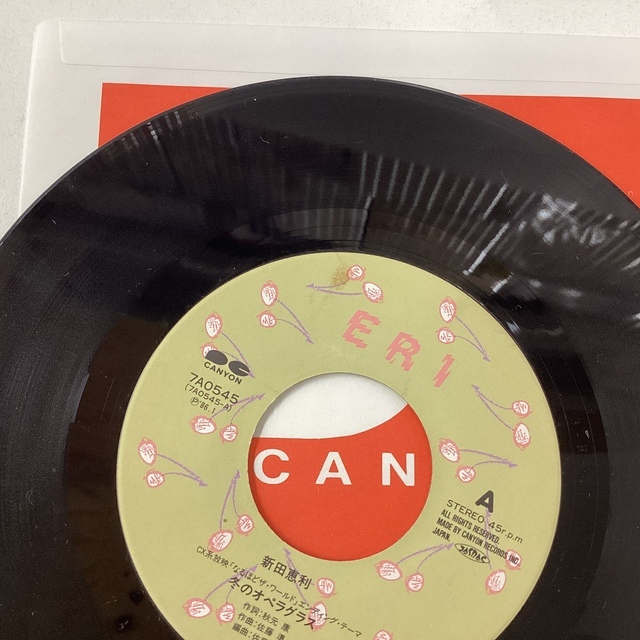 ERI
CANYON
7A0545
(7A0545-A)
Ⓟ'86.1
CAN
A
STEREO 45r.p.m
ALL RIGHTS RESERVED.
MADE BY CANYON RECORDS, INC.
JAPAN.
新田恵利
CX系放映「なるほどザ・ワールド」エンディング・テーマ
冬のオペラグラス
作詞:秋元 康
作曲:佐藤 準
編曲:佐